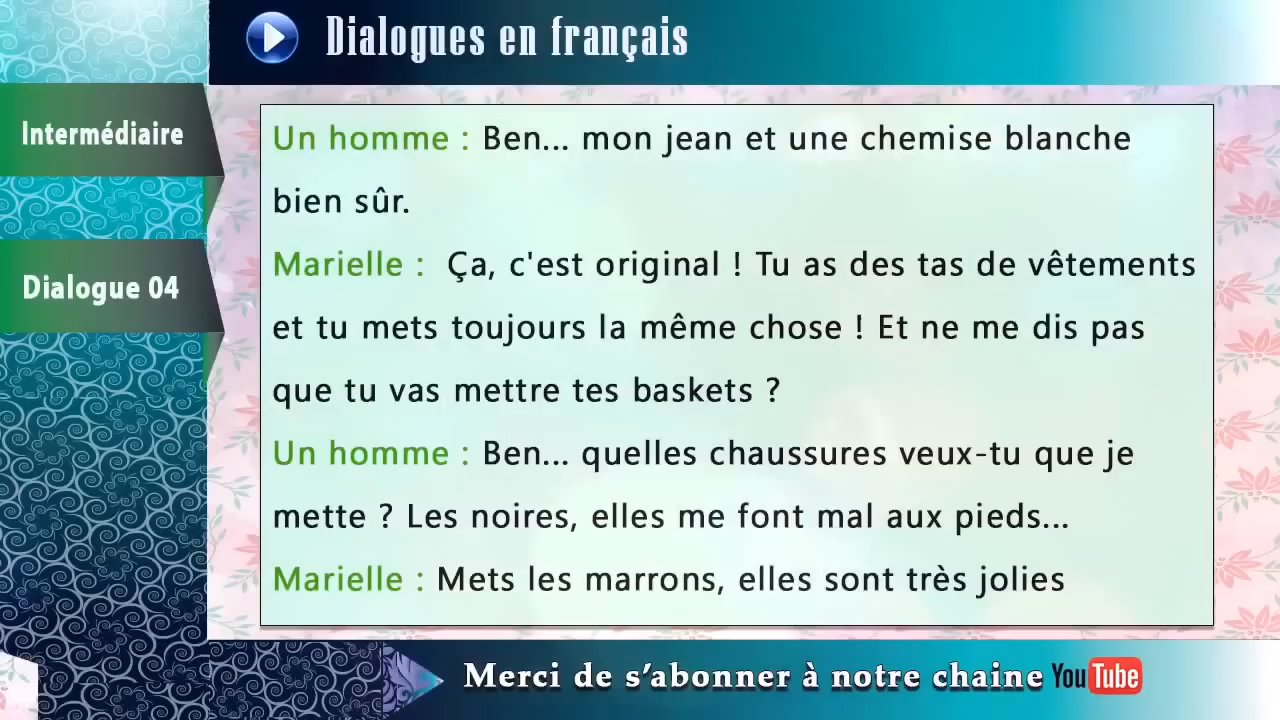 Dialogues en français
Intermédiaire
Dialogue 04
Un homme : Ben... mon jean et une chemise blanche
bien sûr.
Marielle : Ça, c'est original ! Tu as des tas de vêtements
et tu mets toujours la même chose ! Et ne me dis pas
que tu vas mettre tes baskets ?
Un homme : Ben... quelles chaussures veux-tu que je
mette ? Les noires, elles me font mal aux pieds...
Marielle : Mets les marrons, elles sont très jolies
Merci de s’abonner à notre chaine YouTube